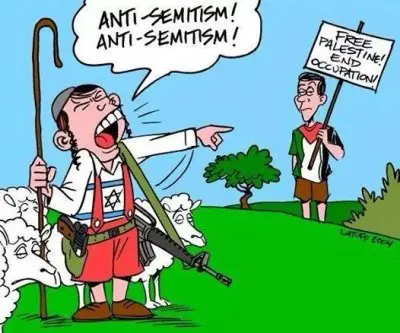 ANTI-SEMITISM!
ANTI-SEMITISM!
FREE
PALESTINE!
END
OCCUPATION!
LATUFF 2004